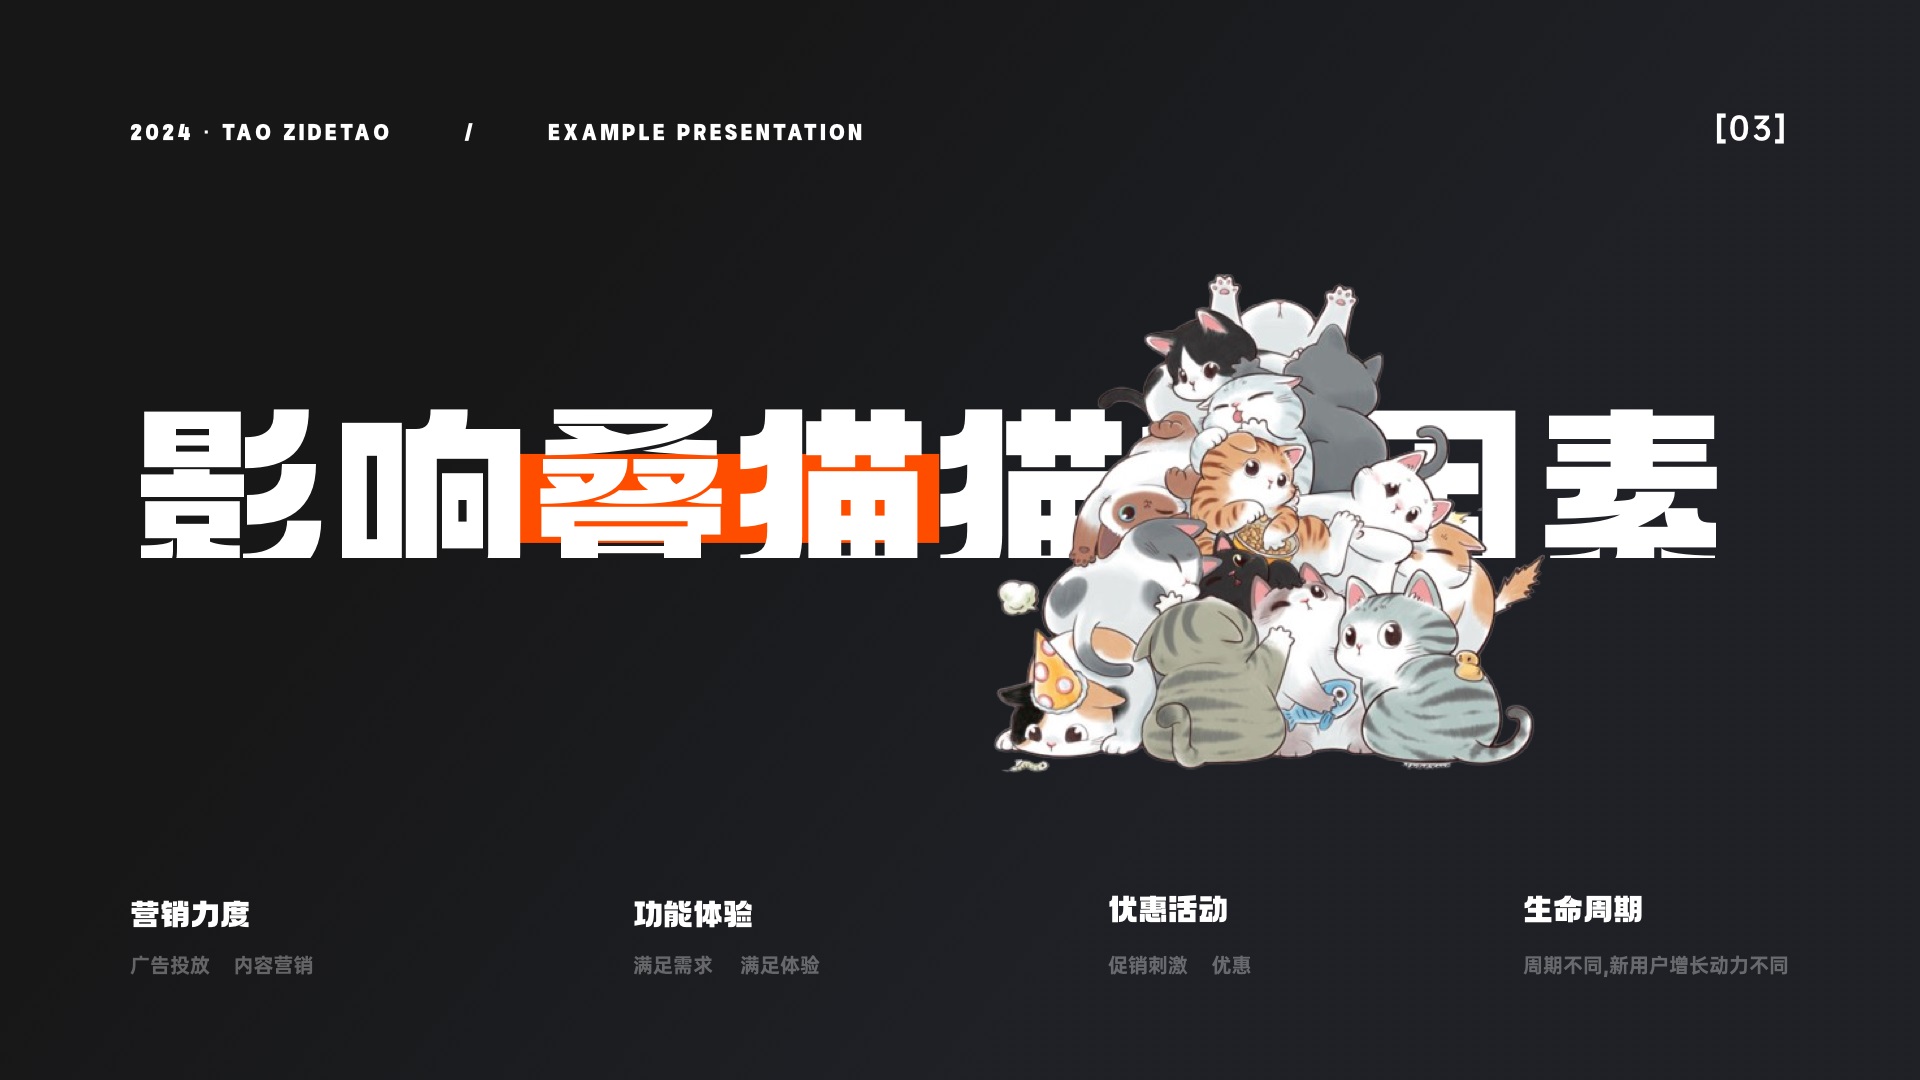 2024 · TAO ZIDETAO / EXAMPLE PRESENTATION
[03]
影响叠猫猫 因素
营销力度
广告投放 内容营销
功能体验
满足需求 满足体验
优惠活动
促销刺激 优惠
生命周期
周期不同,新用户增长动力不同